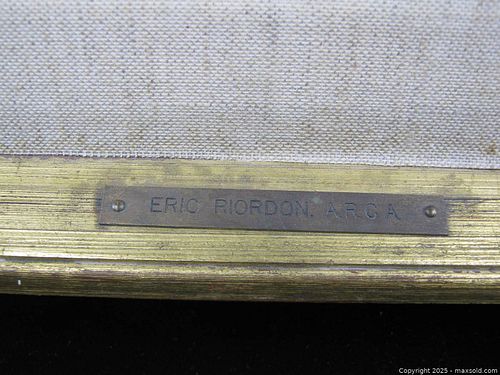 ERIC RIORDON. A.R.C.A.
Copyright 2025 - maxsold.com